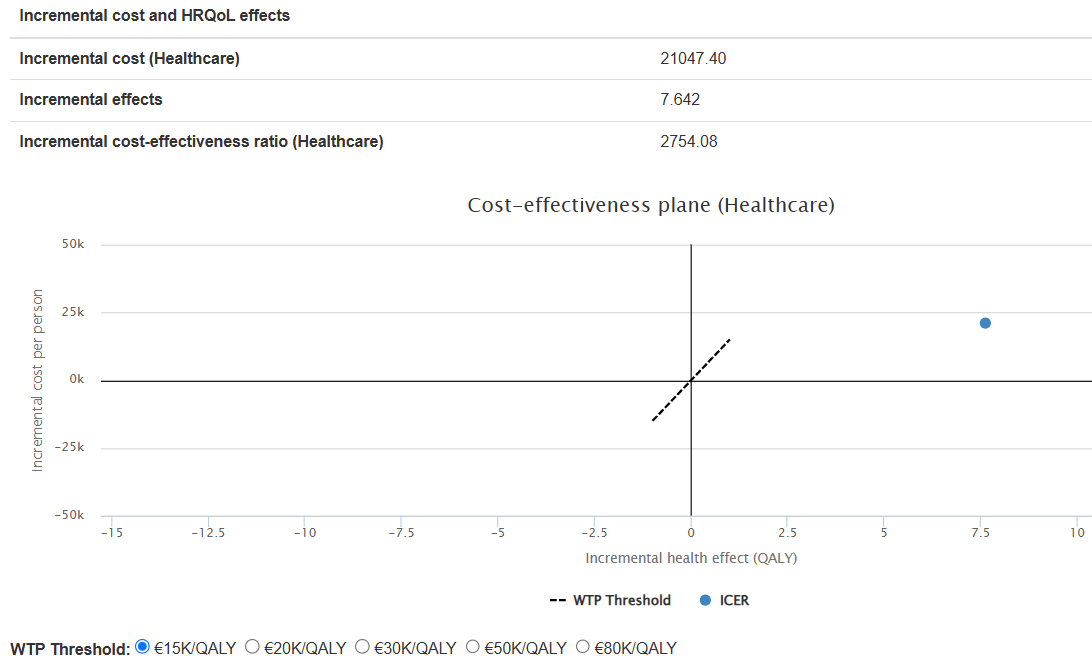 Incremental cost and HRQoL effects
Incremental cost (Healthcare) 21047.40
Incremental effects 7.642
Incremental cost-effectiveness ratio (Healthcare) 2754.08
Cost-effectiveness plane (Healthcare)
Incremental cost per person
50k
25k
0k
-25k
-50k
-15 -12.5 -10 -7.5 -5 -2.5 0 2.5 5 7.5 10
Incremental health effect (QALY)
WTP Threshold ICER
WTP Threshold: €15K/QALY €20K/QALY €30K/QALY €50K/QALY €80K/QALY